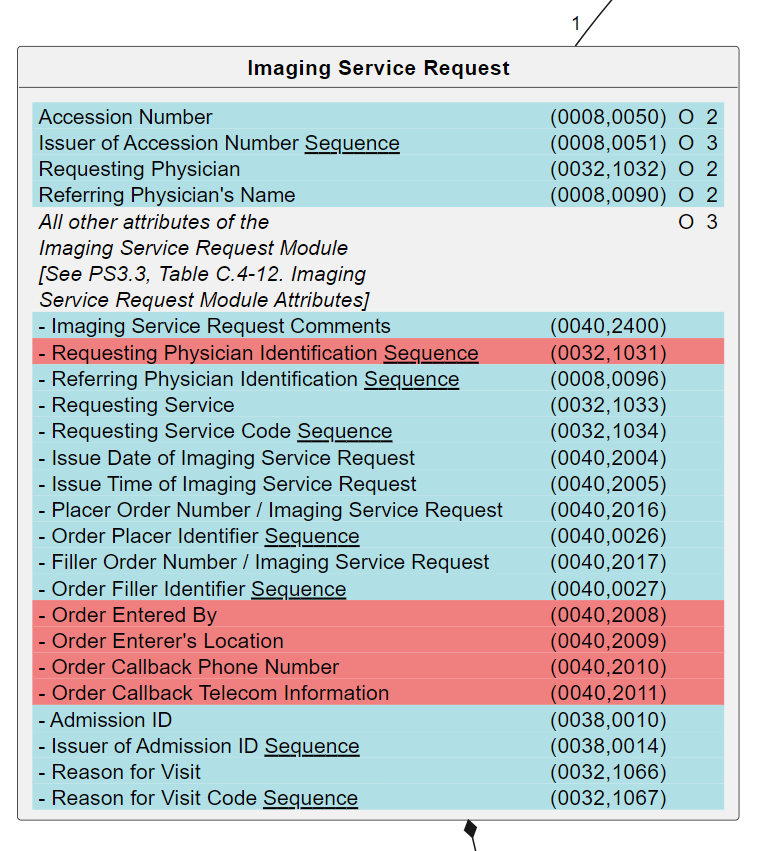 1
Imaging Service Request
Accession Number (0008,0050) O 2
Issuer of Accession Number Sequence (0008,0051) O 3
Requesting Physician (0032,1032) O 2
Referring Physician's Name (0008,0090) O 2
All other attributes of the O 3
Imaging Service Request Module
[See PS3.3, Table C.4-12. Imaging
Service Request Module Attributes]
- Imaging Service Request Comments (0040,2400)
- Requesting Physician Identification Sequence (0032,1031)
- Referring Physician Identification Sequence (0008,0096)
- Requesting Service (0032,1033)
- Requesting Service Code Sequence (0032,1034)
- Issue Date of Imaging Service Request (0040,2004)
- Issue Time of Imaging Service Request (0040,2005)
- Placer Order Number / Imaging Service Request (0040,2016)
- Order Placer Identifier Sequence (0040,0026)
- Filler Order Number / Imaging Service Request (0040,2017)
- Order Filler Identifier Sequence (0040,0027)
- Order Entered By (0040,2008)
- Order Enterer's Location (0040,2009)
- Order Callback Phone Number (0040,2010)
- Order Callback Telecom Information (0040,2011)
- Admission ID (0038,0010)
- Issuer of Admission ID Sequence (0038,0014)
- Reason for Visit (0032,1066)
- Reason for Visit Code Sequence (0032,1067)